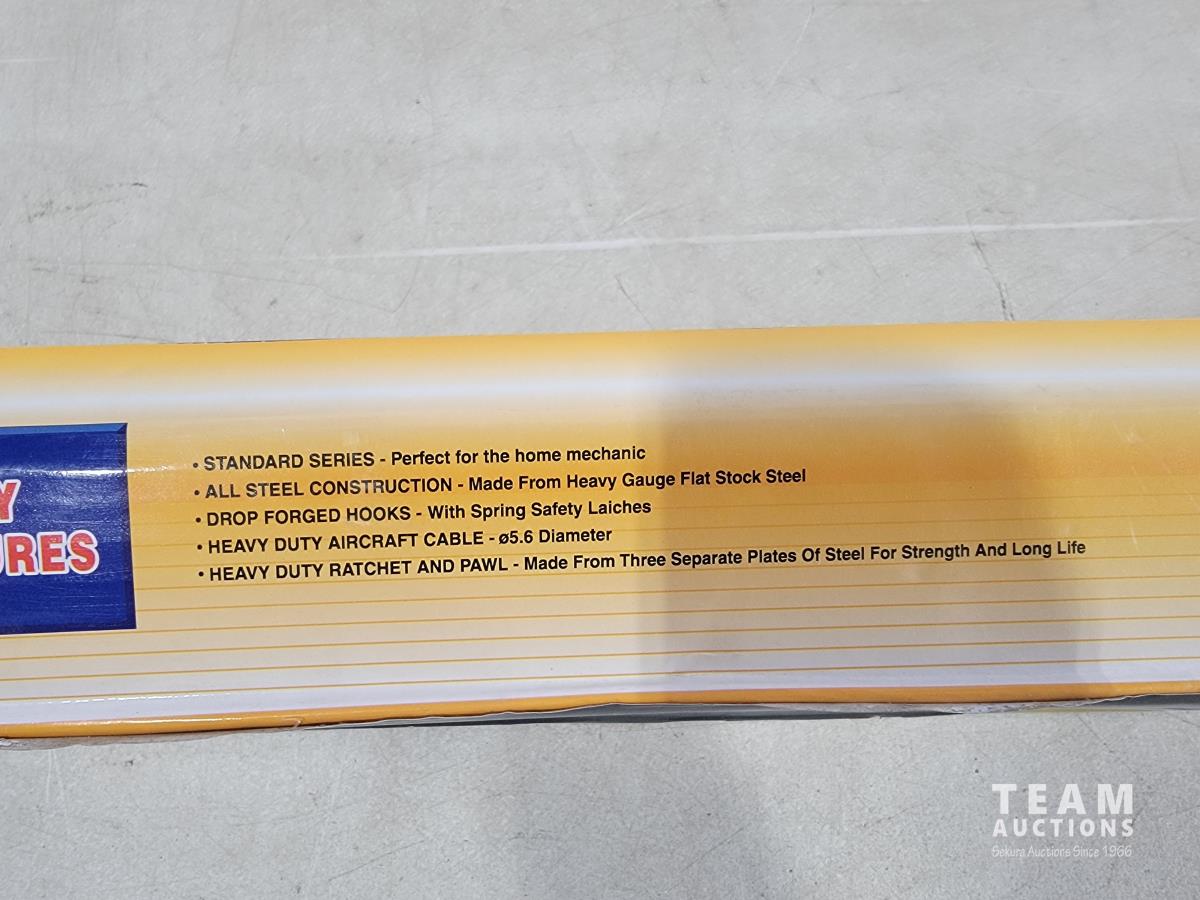 Y
URES
• STANDARD SERIES - Perfect for the home mechanic
• ALL STEEL CONSTRUCTION - Made From Heavy Gauge Flat Stock Steel
• DROP FORGED HOOKS - With Spring Safety Laiches
• HEAVY DUTY AIRCRAFT CABLE - ø5.6 Diameter
• HEAVY DUTY RATCHET AND PAWL - Made From Three Separate Plates Of Steel For Strength And Long Life
TEAM
AUCTIONS
Sekura Auctions Since 1966